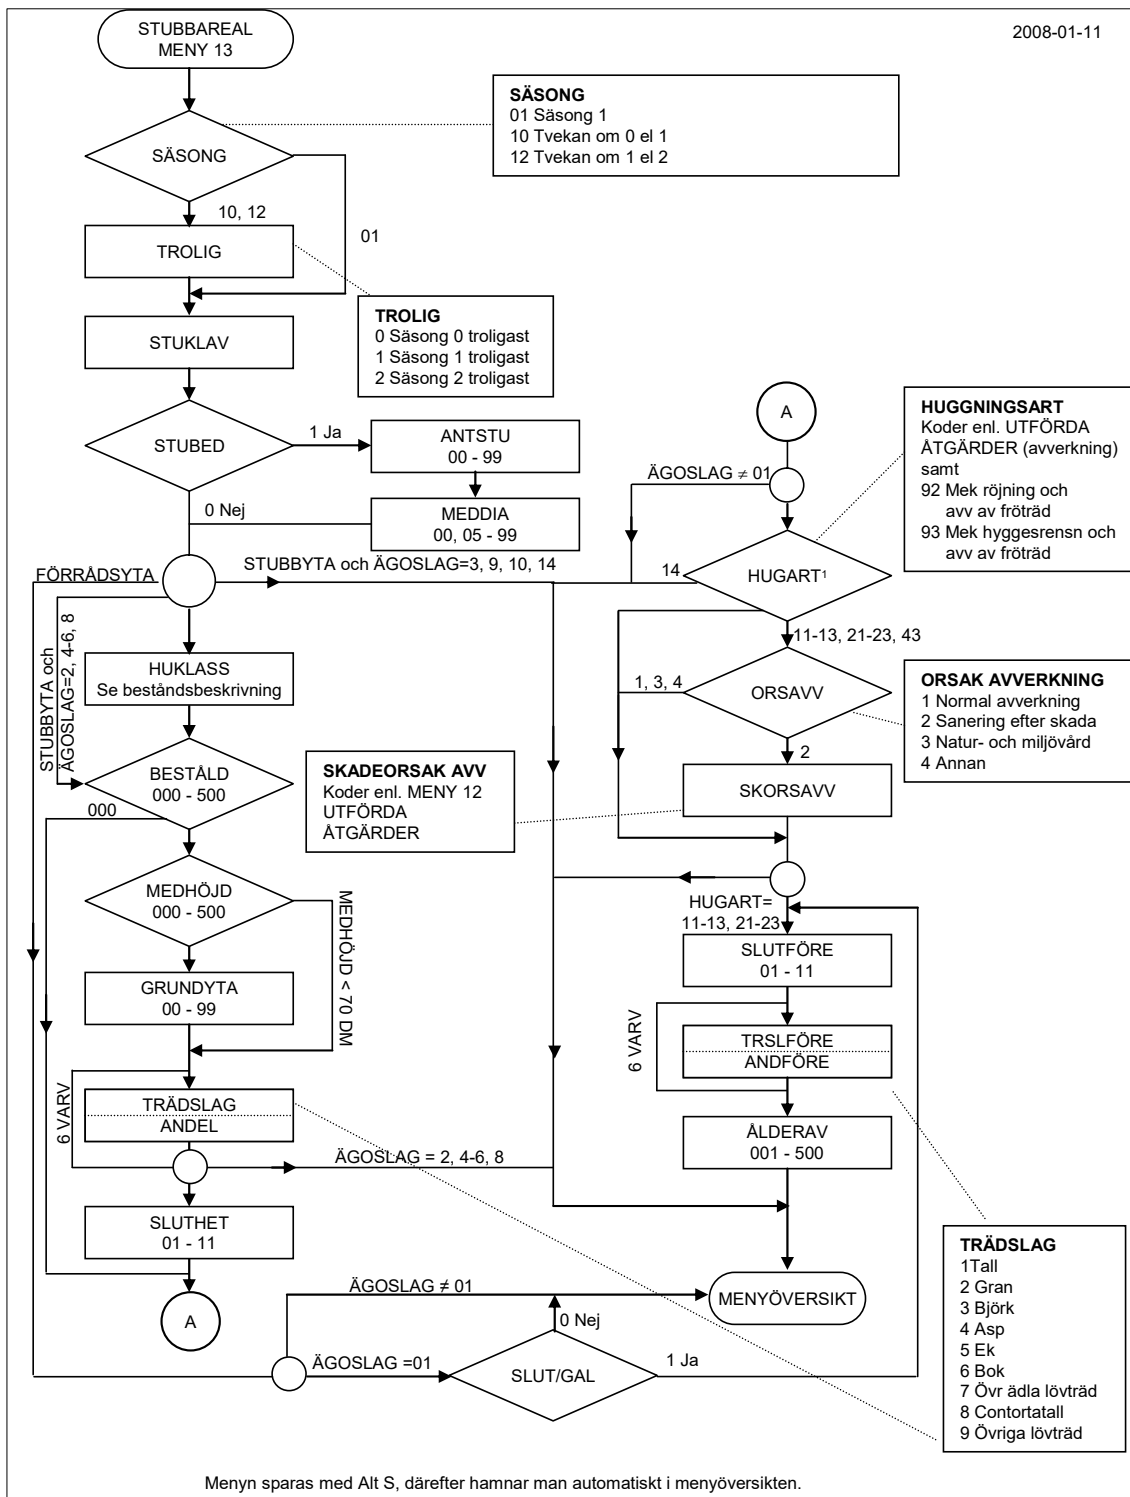 STUBBAREAL
MENY 13
2008-01-11
SÄSONG
01 Säsong 1
10 Tvekan om 0 el 1
12 Tvekan om 1 el 2
SÄSONG
10, 12
01
TROLIG
TROLIG
0 Säsong 0 troligast
1 Säsong 1 troligast
2 Säsong 2 troligast
STUKLAV
STUBED
1 Ja
ANTSTU
00 - 99
0 Nej
MEDDIA
00, 05 - 99
A
HUGGNINGSART
Koder enl. UTFÖRDA
ÅTGÄRDER (avverkning)
samt
92 Mek röjning och
avv av fröträd
93 Mek hyggesrensn och
avv av fröträd
ÄGOSLAG ≠ 01
FÖRRÅDSYTA
STUBBYTA och ÄGOSLAG=3, 9, 10, 14
14
HUGART¹
STUBBYTA och
ÄGOSLAG=2, 4-6, 8
HUKLASS
Se beståndsbeskrivning
11-13, 21-23, 43
1, 3, 4
ORSAVV
ORSAK AVVERKNING
1 Normal avverkning
2 Sanering efter skada
3 Natur- och miljövård
4 Annan
BESTÅLD
000 - 500
000
SKADEORSAK AVV
Koder enl. MENY 12
UTFÖRDA
ÅTGÄRDER
2
SKORSAVV
MEDHÖJD
000 - 500
MEDHÖJD < 70 DM
HUGART=
11-13, 21-23
SLUTFÖRE
01 - 11
GRUNDYTA
00 - 99
6 VARV
TRSLFÖRE
ANDFÖRE
6 VARV
TRÄDSLAG
ANDEL
ÄGOSLAG = 2, 4-6, 8
ÅLDERAV
001 - 500
SLUTHET
01 - 11
A
ÄGOSLAG ≠ 01
MENYÖVERSIKT
0 Nej
ÄGOSLAG =01
SLUT/GAL
1 Ja
TRÄDSLAG
1Tall
2 Gran
3 Björk
4 Asp
5 Ek
6 Bok
7 Övr ädla lövträd
8 Contortatall
9 Övriga lövträd
Menyn sparas med Alt S, därefter hamnar man automatiskt i menyöversikten.